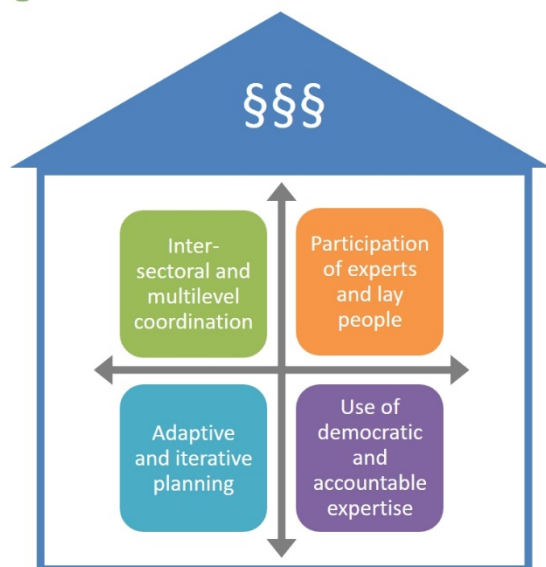 §§§
Inter-
sectoral and
multilevel
coordination
Participation
of experts
and lay
people
Adaptive
and iterative
planning
Use of
democratic
and
accountable
expertise